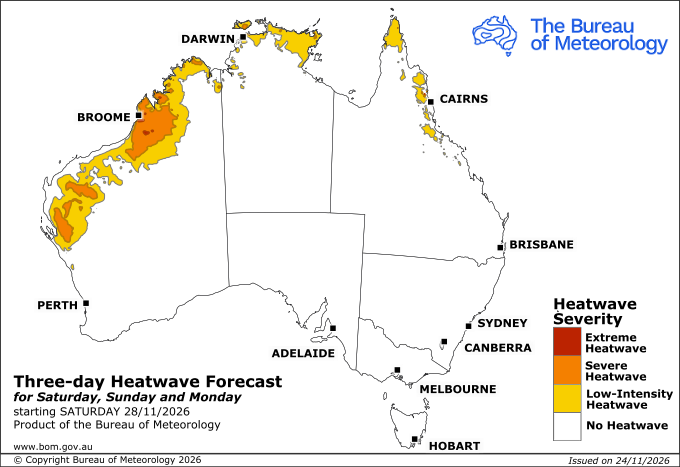 The Bureau
of Meteorology
DARWIN
CAIRNS
BROOME
BRISBANE
PERTH
SYDNEY
CANBERRA
ADELAIDE
MELBOURNE
HOBART
Heatwave
Severity
Extreme
Heatwave
Severe
Heatwave
Low-Intensity
Heatwave
No Heatwave
Three-day Heatwave Forecast
for Saturday, Sunday and Monday
starting SATURDAY 28/11/2026
Product of the Bureau of Meteorology
www.bom.gov.au
© Copyright Bureau of Meteorology 2026
Issued on 24/11/2026